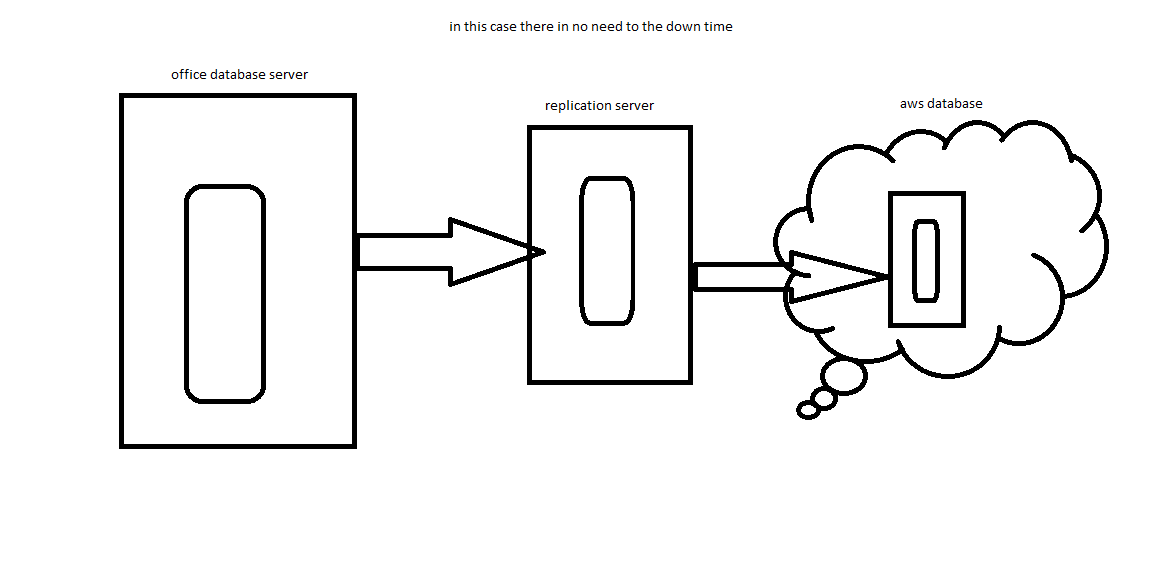 in this case there in no need to the down time
office database server
replication server
aws database